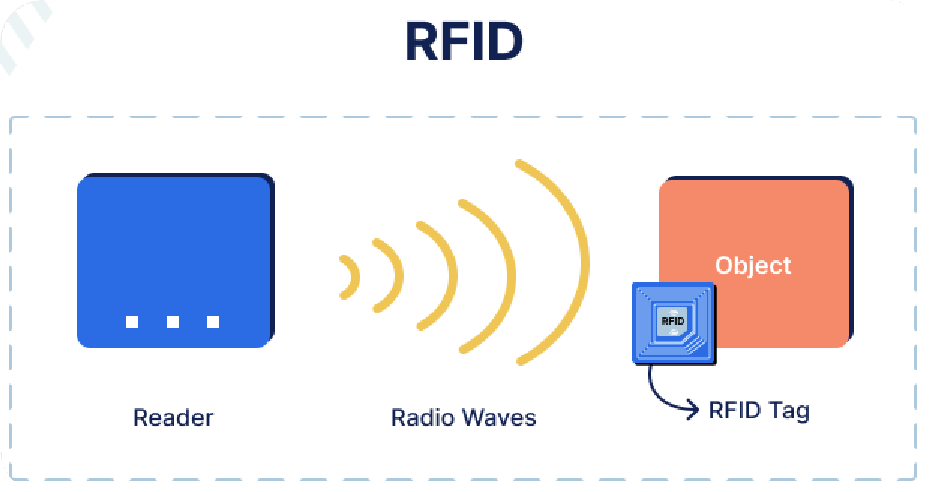 RFID
Object
RFID
Reader
Radio Waves
RFID Tag